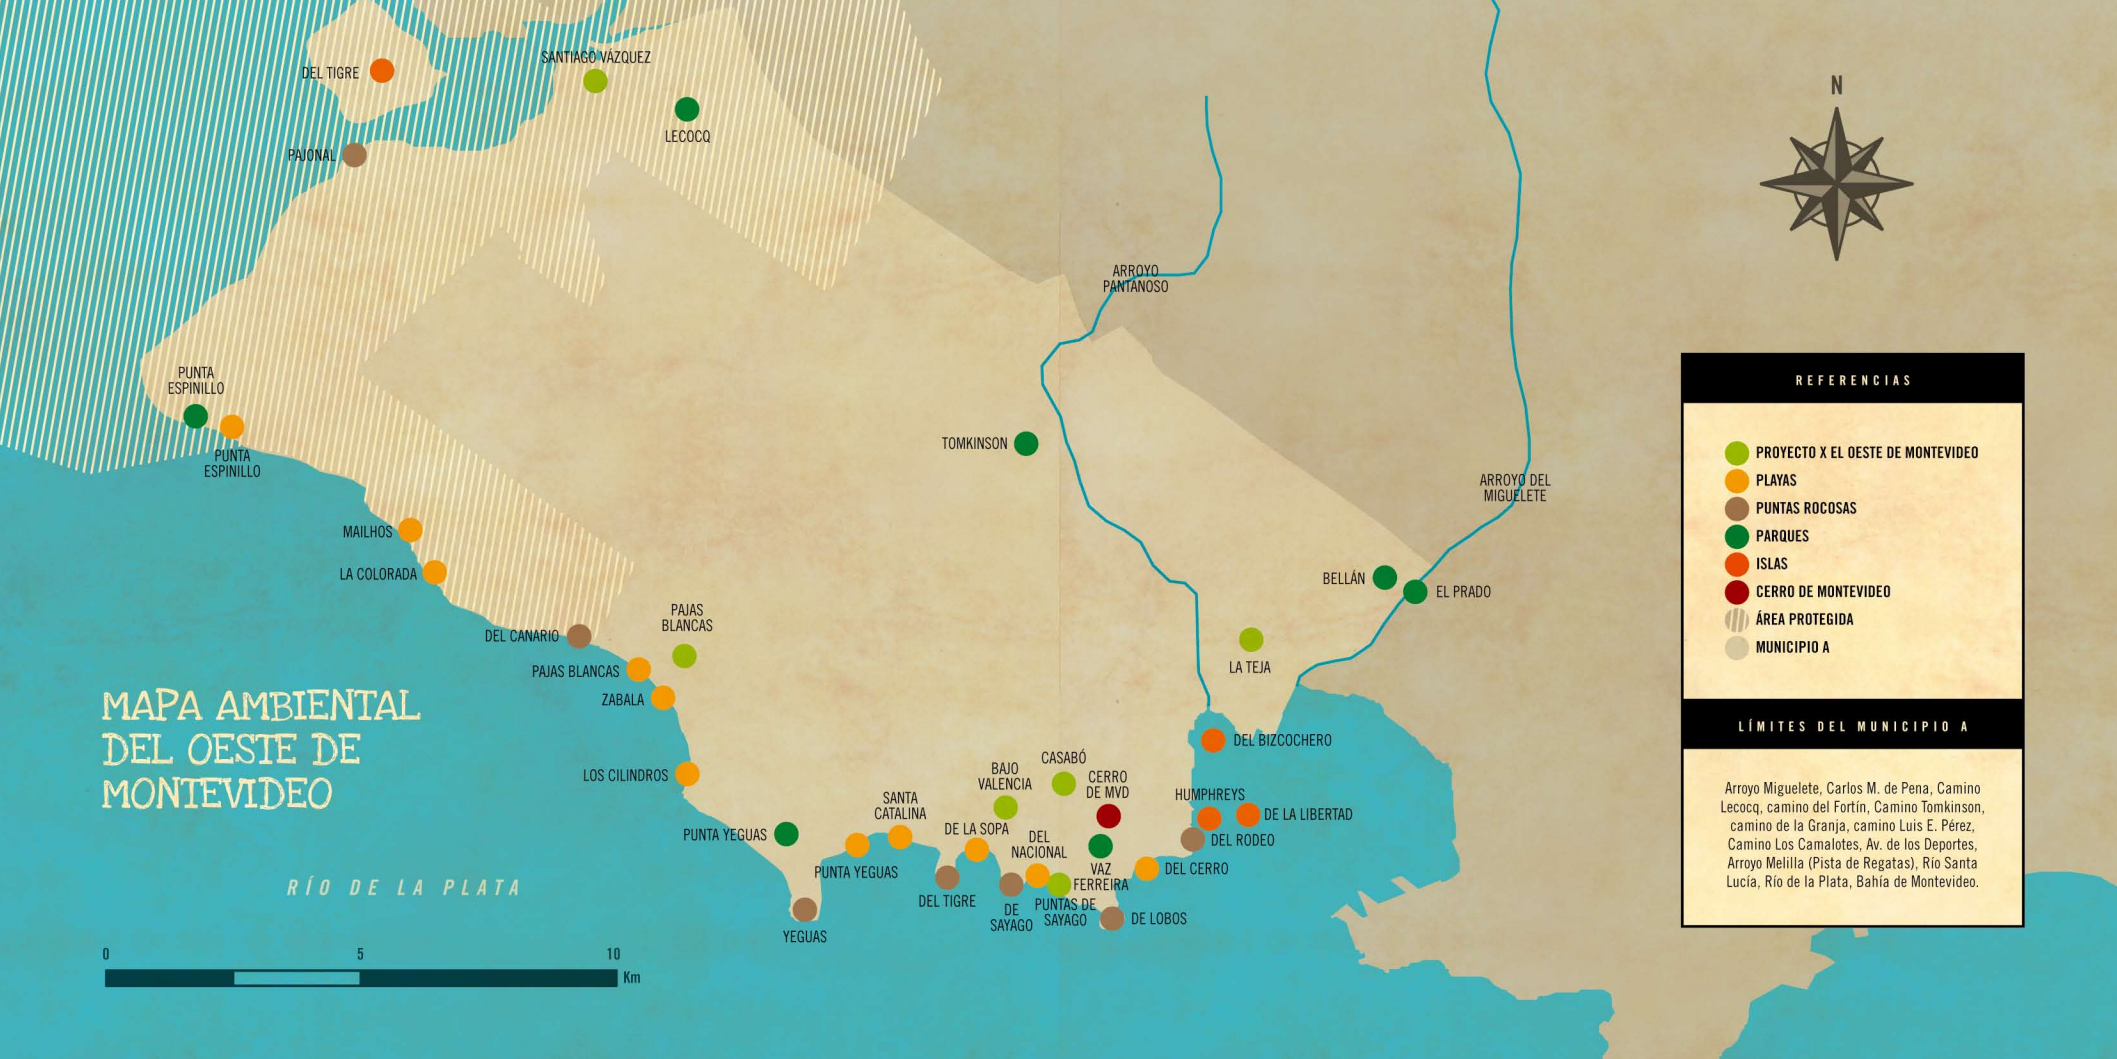 DEL TIGRE
SANTIAGO VÁZQUEZ
LECOCQ
PAJONAL
N
ARROYO
PANTANOSO
PUNTA
ESPINILLO
PUNTA
ESPINILLO
TOMKINSON
ARROYO DEL
MIGUELETE
MAILHOS
LA COLORADA
BELLÁN
EL PRADO
PAJAS
BLANCAS
DEL CANARIO
PAJAS BLANCAS
ZABALA
LA TEJA
MAPA AMBIENTAL
DEL OESTE DE
MONTEVIDEO
DEL BIZCOCHERO
LOS CILINDROS
CASABÓ
BAJO
VALENCIA
CERRO
DE MVD
SANTA
CATALINA
HUMPHREYS
DE LA LIBERTAD
PUNTA YEGUAS
DE LA SOPA
DEL
NACIONAL
DEL RODEO
PUNTA YEGUAS
VAZ
FERREIRA
DEL CERRO
DEL TIGRE
DE
SAYAGO
PUNTAS DE
SAYAGO
DE LOBOS
YEGUAS
RÍO DE LA PLATA
0 5 10
Km
REFERENCIAS
PROYECTO X EL OESTE DE MONTEVIDEO
PLAYAS
PUNTAS ROCOSAS
PARQUES
ISLAS
CERRO DE MONTEVIDEO
ÁREA PROTEGIDA
MUNICIPIO A
LÍMITES DEL MUNICIPIO A
Arroyo Miguelete, Carlos M. de Pena, Camino
Lecocq, camino del Fortín, Camino Tomkinson,
camino de la Granja, camino Luis E. Pérez,
Camino Los Camalotes, Av. de los Deportes,
Arroyo Melilla (Pista de Regatas), Río Santa
Lucía, Río de la Plata, Bahía de Montevideo.